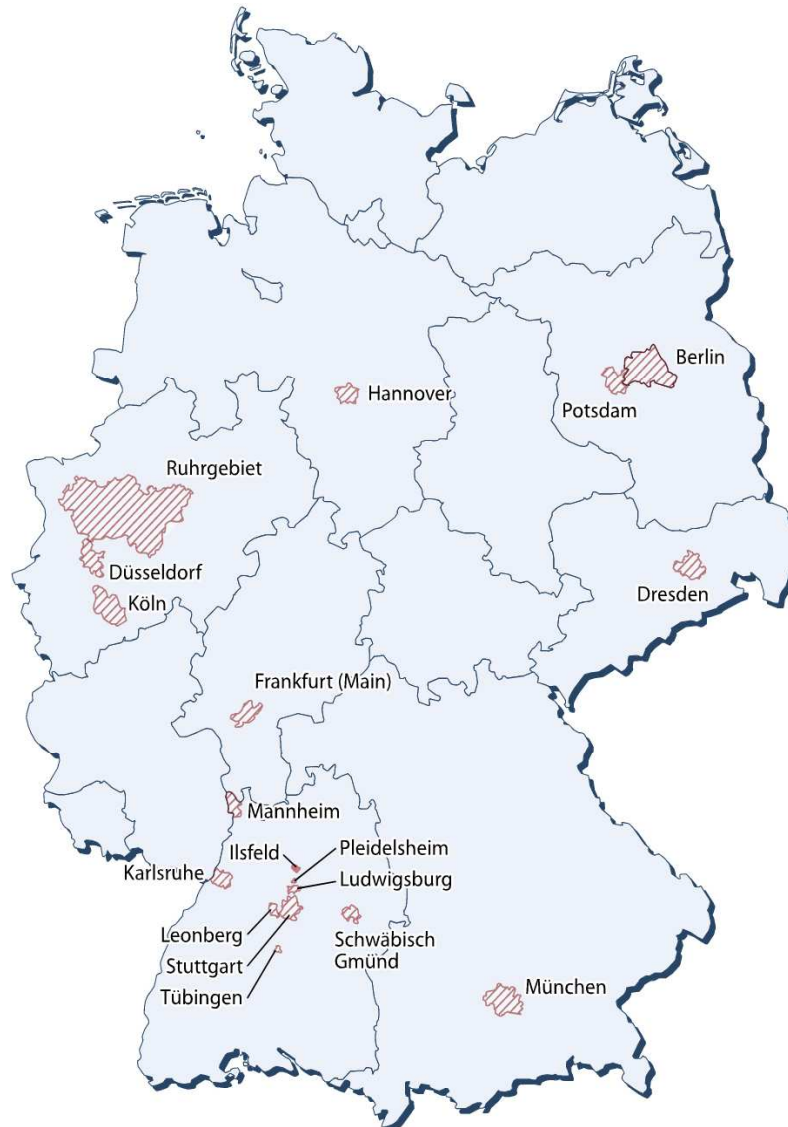 Berlin
Hannover
Potsdam
Ruhrgebiet
Düsseldorf
Köln
Dresden
Frankfurt (Main)
Mannheim
Ilsfeld
Pleidelsheim
Karlsruhe
Ludwigsburg
Leonberg
Schwäbisch
Gmünd
Stuttgart
Tübingen
München